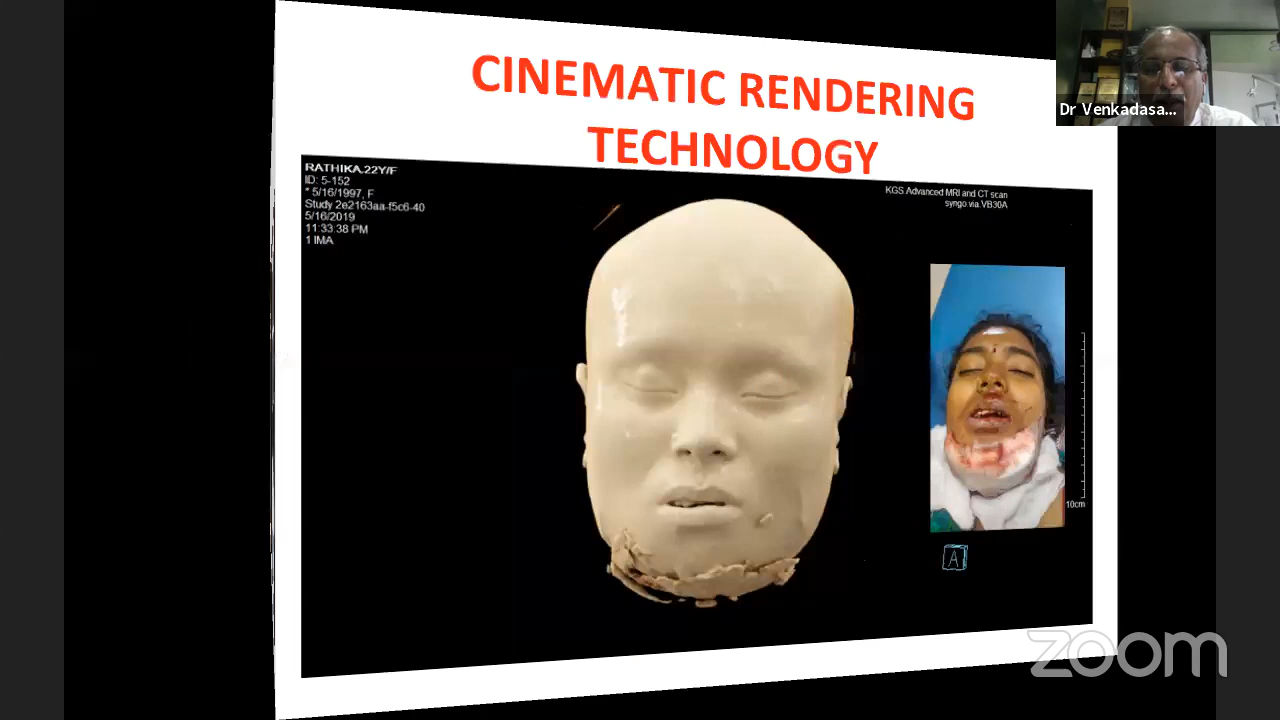 CINEMATIC RENDERING
TECHNOLOGY
Dr Venkadasa...
RATHIKA.22Y/F
ID: 5-152
* 5/16/1997, F
Study 2e2163aa-f5c6-40
5/16/2019
11:33:38 PM
1 IMA
KGS Advanced MRI and CT scan
syngo.via.VB30A
10cm
A
zoom